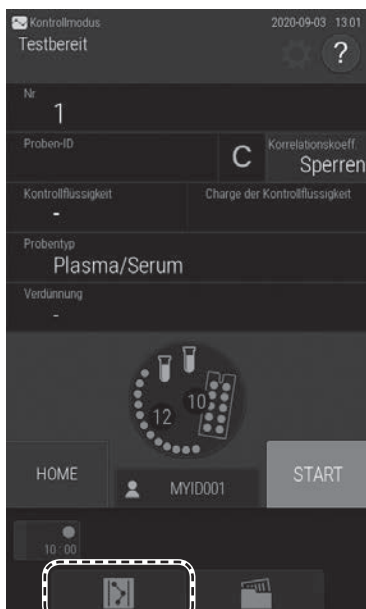 Kontrollmodus
2020-09-03 13:01
Testbereit
?
Nr
1
Proben-ID
C
Korrelationskoeff.
Sperren
Kontrollflüssigkeit
Charge der Kontrollflüssigkeit
-
Probentyp
Plasma/Serum
Verdünnung
-
12
10
HOME
MYID001
START
10:00